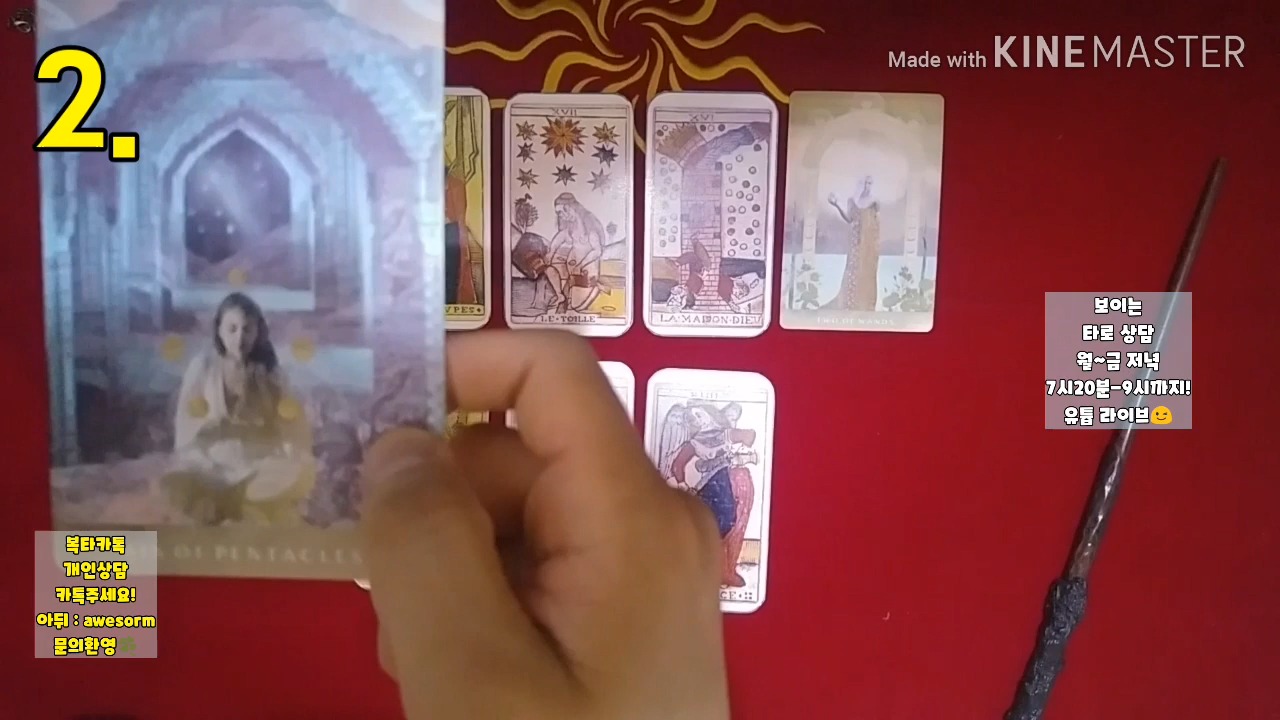 2.
Made with KINEMASTER
XVII
LE·TOILLE
XVI
LA·MAISON·DIEV
TWO OF WANDS
OF PENTACLES
보이는
타로 상담
월~금 저녁
7시20분-9시까지!
유튭 라이브😊
복타카톡
개인상담
카톡주세요!
아뒤 : awesorm
문의환영🌿